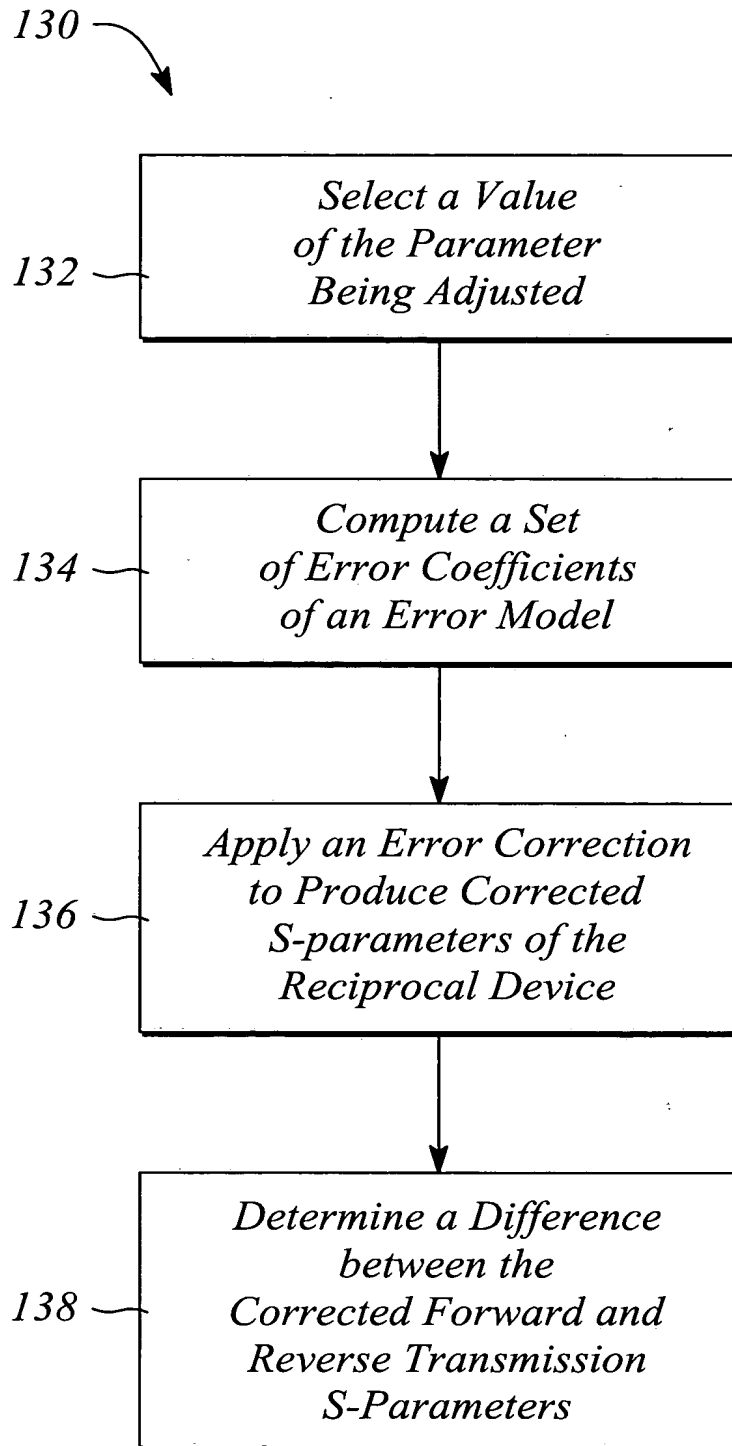 130
Select a Value
of the Parameter
Being Adjusted
132
Compute a Set
of Error Coefficients
of an Error Model
134
Apply an Error Correction
to Produce Corrected
S-parameters of the
Reciprocal Device
136
Determine a Difference
between the
Corrected Forward and
Reverse Transmission
S-Parameters
138